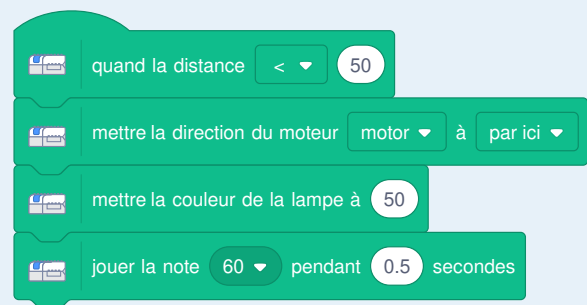 quand la distance < 50
mettre la direction du moteur motor à par ici
mettre la couleur de la lampe à 50
jouer la note 60 pendant 0.5 secondes